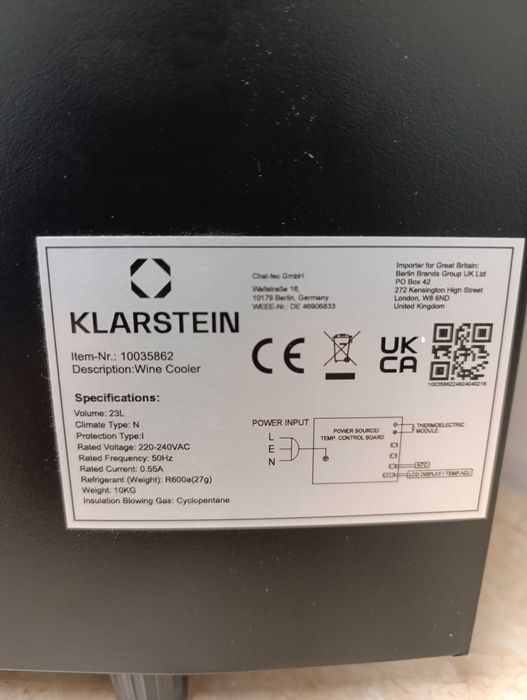 KLARSTEIN
Item-Nr.: 10035862
Description:Wine Cooler
Chal-tec GmbH
Wallstraße 16,
10179 Berlin, Germany
WEEE-Nr.: DE 46906833
Importer for Great Britain:
Berlin Brands Group UK Ltd
PO Box 42
272 Kensington High Street
London, W8 6ND
United Kingdom
CE
UK
CA
Specifications:
Volume: 23L
Climate Type: N
Protection Type:I
Rated Voltage: 220-240VAC
Rated Frequency: 50Hz
Rated Current: 0.55A
Refrigerant (Weight): R600a(27g)
Weight: 10KG
Insulation Blowing Gas: Cyclopentane
POWER INPUT
L
E
N
POWER SOURCE/
TEMP. CONTROL BOARD
THERMOELECTRIC
MODULE
NTC
LCD DISPLAY / TEMP.ADJ